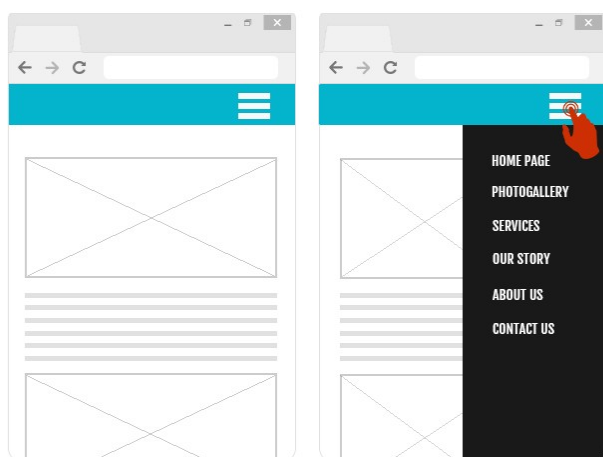 HOME PAGE
PHOTOGALLERY
SERVICES
OUR STORY
ABOUT US
CONTACT US